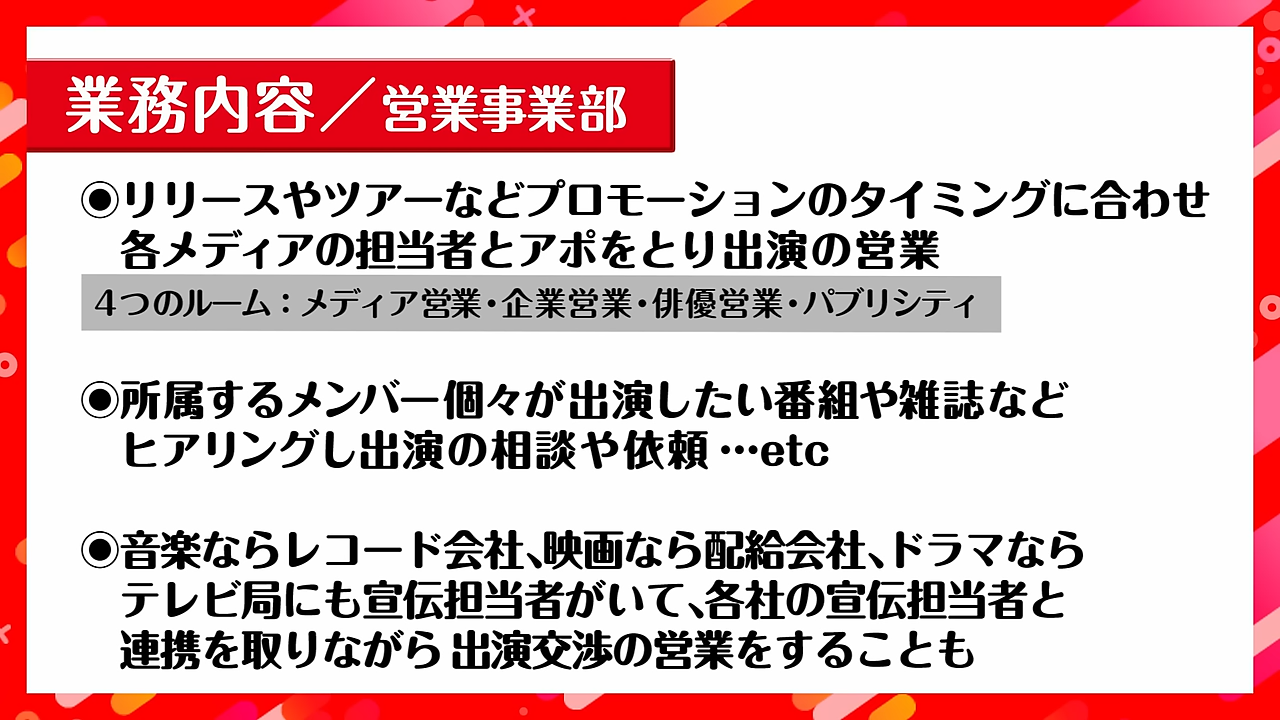 業務内容／営業事業部
◉リリースやツアーなどプロモーションのタイミングに合わせ
各メディアの担当者とアポをとり出演の営業
4つのルーム：メディア営業・企業営業・俳優営業・パブリシティ
◉所属するメンバー個々が出演したい番組や雑誌など
ヒアリングし出演の相談や依頼…etc
◉音楽ならレコード会社、映画なら配給会社、ドラマなら
テレビ局にも宣伝担当者がいて、各社の宣伝担当者と
連携を取りながら出演交渉の営業をすることも